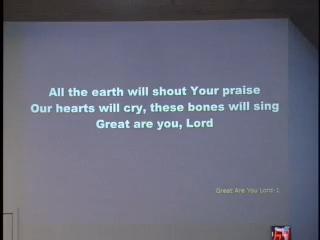 All the earth will shout Your praise
Our hearts will cry, these bones will sing
Great are you, Lord
Great Are You Lord-1